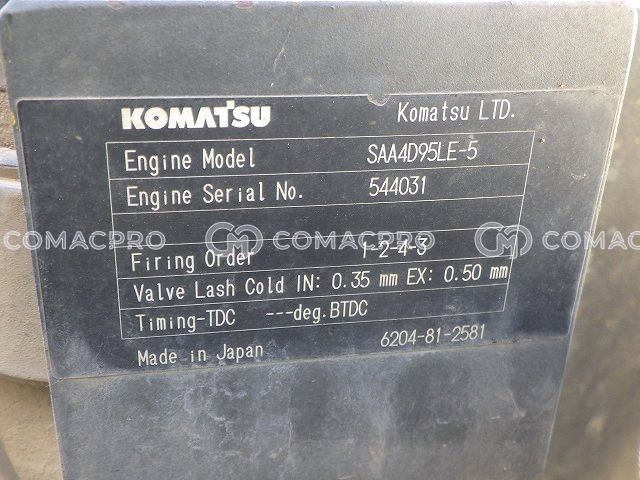 KOMATSU Komatsu LTD.
Engine Model SAA4D95LE-5
Engine Serial No. 544031
COMACPRO COMACPRO COMACPRO
Firing Order 1-2-4-3
Valve Lash Cold IN: 0.35 mm EX: 0.50 mm
Timing-TDC ---deg.BTDC
Made in Japan 6204-81-2581